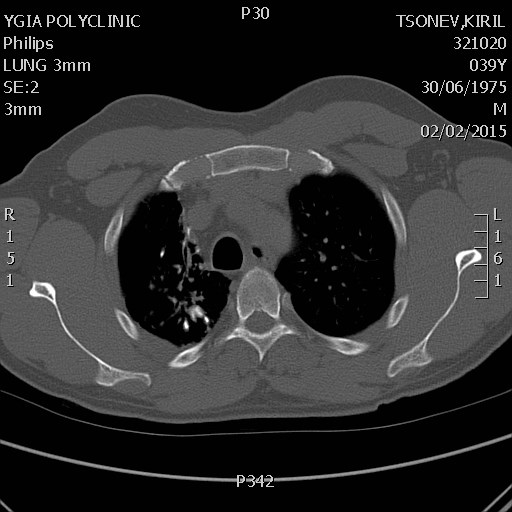 YGIA POLYCLINIC
Philips
LUNG 3mm
SE:2
3mm
P30
TSONEV,KIRIL
321020
039Y
30/06/1975
M
02/02/2015
R
1
5
1
L
1
6
1
P342